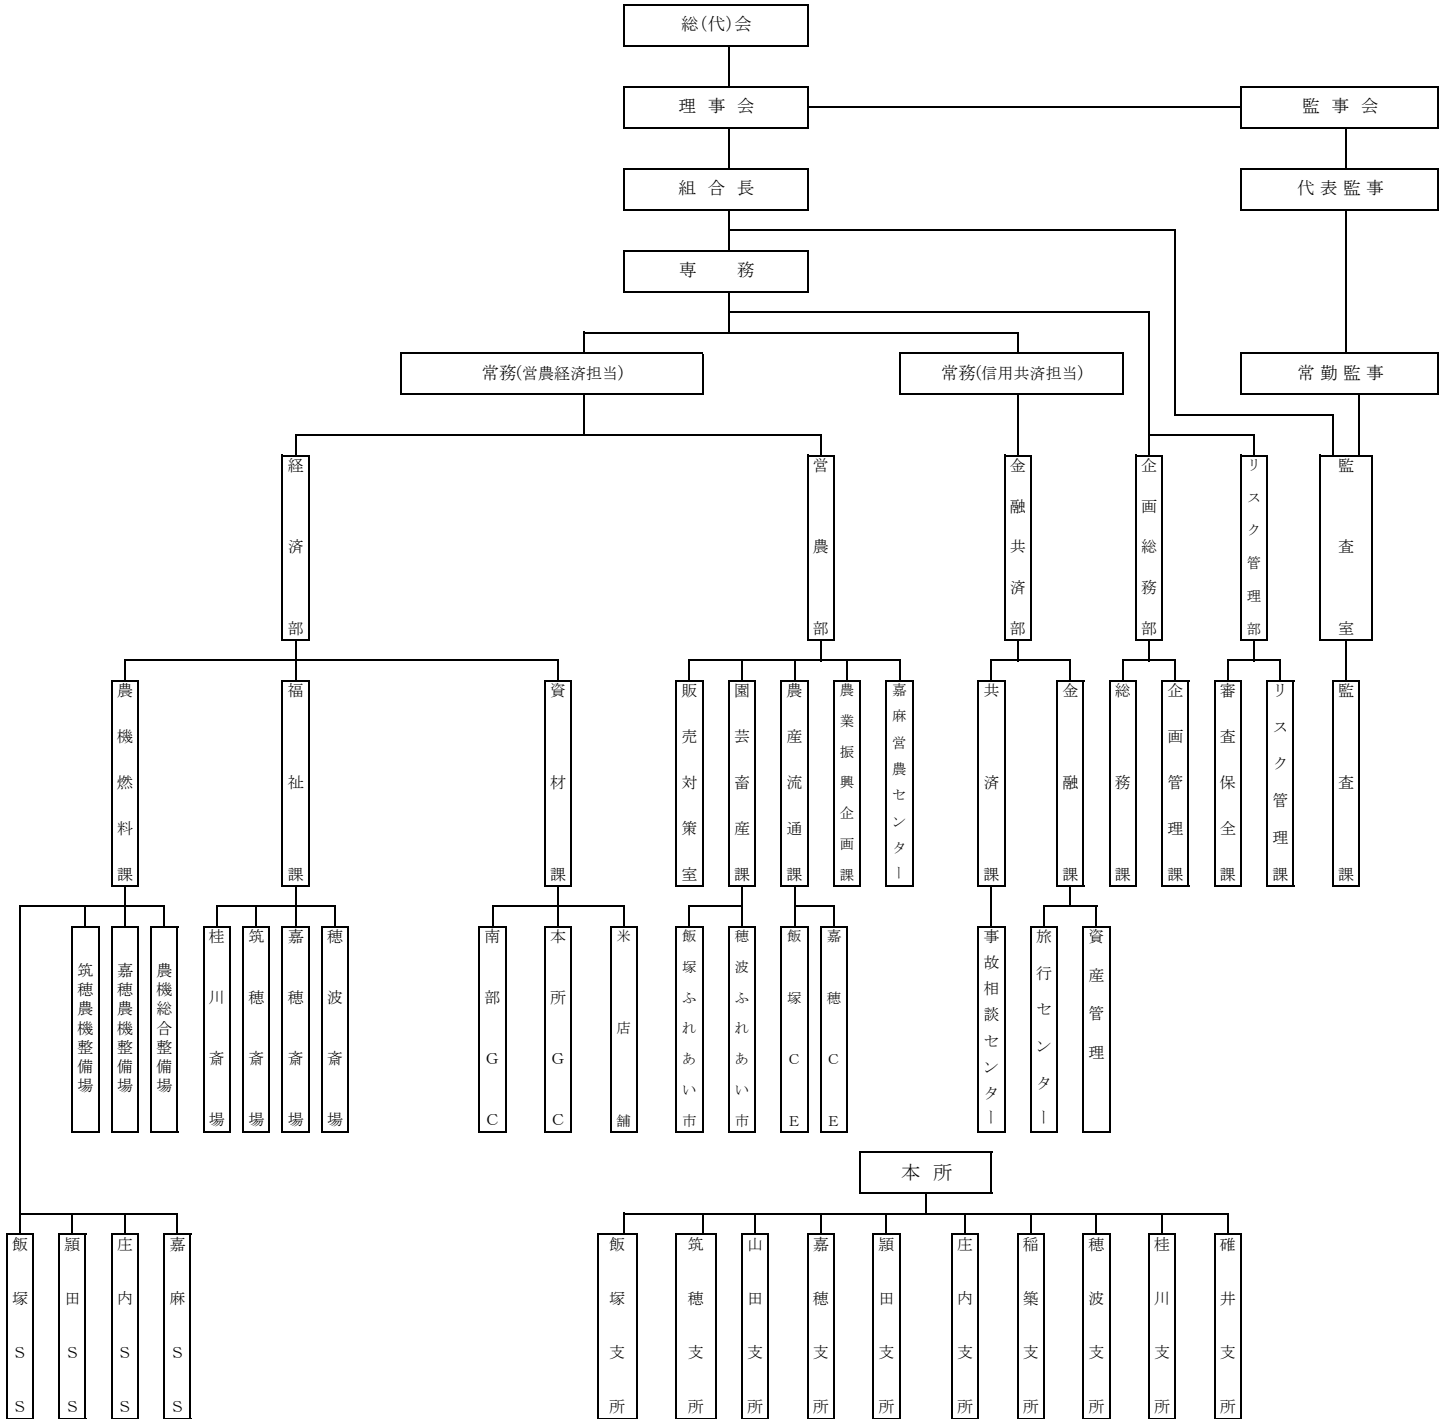 総(代)会
理事会
監事会
組合長
代表監事
専　　務
常務(営農経済担当)
常務(信用共済担当)
常勤監事
経済部
営農部
金融共済部
企画総務部
リスク管理部
監査室
農機燃料課
福祉課
資材課
販売対策室
園芸畜産課
農産流通課
農業振興企画課
嘉麻営農センター
共済課
金融課
総務課
企画管理課
審査保全課
リスク管理課
監査課
筑穂農機整備場
嘉穂農機整備場
農機総合整備場
桂川斎場
筑穂斎場
嘉穂斎場
穂波斎場
南部GC
本所GC
米店舗
飯塚ふれあい市
穂波ふれあい市
飯塚CE
嘉穂CE
事故相談センター
旅行センター
資産管理
本所
飯塚SS
頴田SS
庄内SS
嘉麻SS
飯塚支所
筑穂支所
山田支所
嘉穂支所
頴田支所
庄内支所
稲築支所
穂波支所
桂川支所
碓井支所